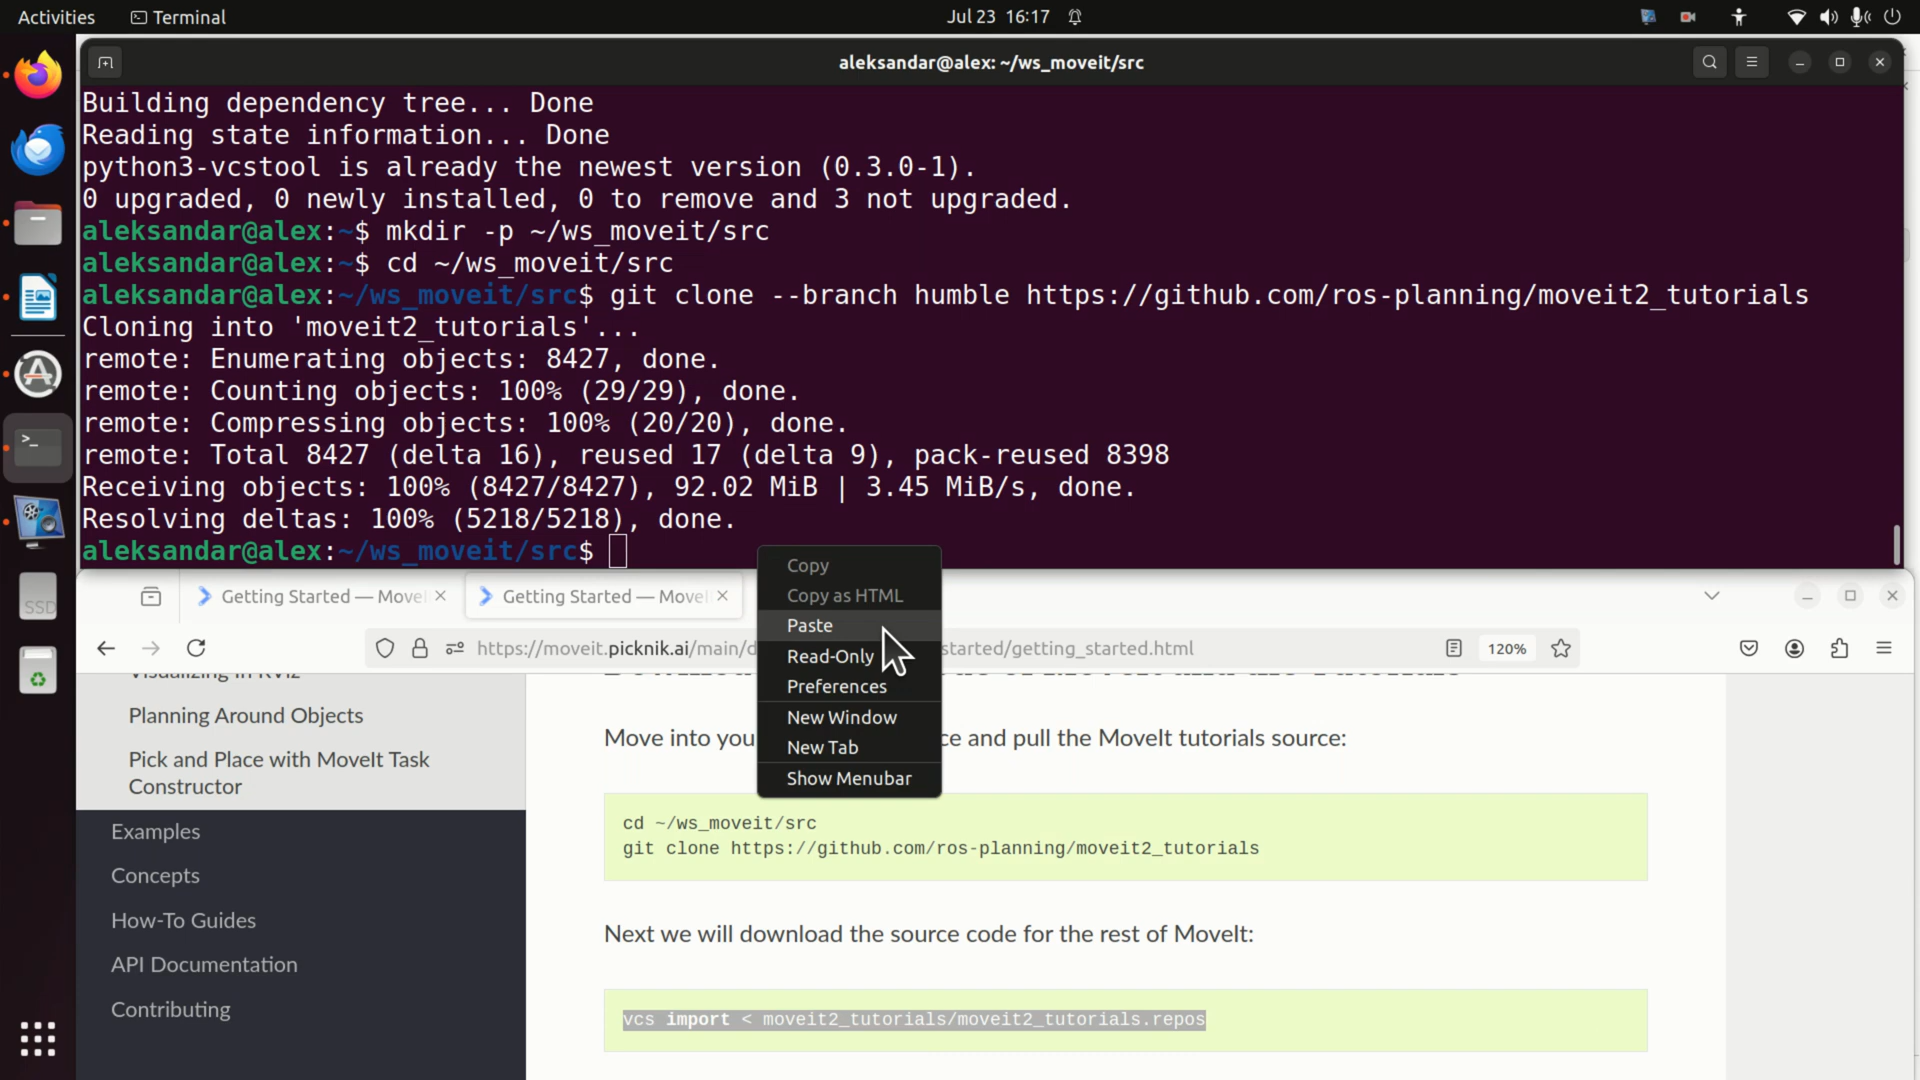 Activities
Terminal
Jul 23 16:17
aleksandar@alex: ~/ws_moveit/src
Building dependency tree... Done
Reading state information... Done
python3-vcstool is already the newest version (0.3.0-1).
0 upgraded, 0 newly installed, 0 to remove and 3 not upgraded.
aleksandar@alex:~$ mkdir -p ~/ws_moveit/src
aleksandar@alex:~$ cd ~/ws_moveit/src
aleksandar@alex:~/ws_moveit/src$ git clone --branch humble https://github.com/ros-planning/moveit2_tutorials
Cloning into 'moveit2_tutorials'...
remote: Enumerating objects: 8427, done.
remote: Counting objects: 100% (29/29), done.
remote: Compressing objects: 100% (20/20), done.
remote: Total 8427 (delta 16), reused 17 (delta 9), pack-reused 8398
Receiving objects: 100% (8427/8427), 92.02 MiB | 3.45 MiB/s, done.
Resolving deltas: 100% (5218/5218), done.
aleksandar@alex:~/ws_moveit/src$
Copy
Copy as HTML
Paste
Read-Only
Preferences
New Window
New Tab
Show Menubar
SSD
Getting Started — Move
Getting Started — Move
https://moveit.picknik.ai/main/d
started/getting_started.html
120%
Visualizing in RViz
Planning Around Objects
Pick and Place with MoveIt Task
Constructor
Examples
Concepts
How-To Guides
API Documentation
Contributing
Move into you
ce and pull the MoveIt tutorials source:
cd ~/ws_moveit/src
git clone https://github.com/ros-planning/moveit2_tutorials
Next we will download the source code for the rest of MoveIt:
vcs import < moveit2_tutorials/moveit2_tutorials.repos